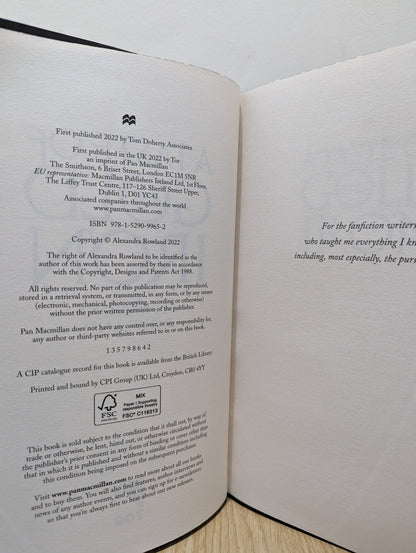 First published 2022 by Tom Doherty Associates
First published in the UK 2022 by Tor
an imprint of Pan Macmillan
The Smithson, 6 Briset Street, London EC1M 5NR
EU representative: Macmillan Publishers Ireland Ltd, 1st Floor,
The Liffey Trust Centre, 117–126 Sheriff Street Upper,
Dublin 1, D01 YC43
Associated companies throughout the world
www.panmacmillan.com
ISBN 978-1-5290-9965-2
Copyright © Alexandra Rowland 2022
The right of Alexandra Rowland to be identified as the
author of this work has been asserted by them in accordance
with the Copyright, Designs and Patents Act 1988.
All rights reserved. No part of this publication may be reproduced,
stored in a retrieval system, or transmitted, in any form, or by any means
(electronic, mechanical, photocopying, recording or otherwise)
without the prior written permission of the publisher.
Pan Macmillan does not have any control over, or any responsibility for,
any author or third-party websites referred to in or on this book.
1 3 5 7 9 8 6 4 2
A CIP catalogue record for this book is available from the British Library
Printed and bound by CPI Group (UK) Ltd, Croydon, CR0 4YY
FSC
www.fsc.org
MIX
Paper / Supporting
responsible forestry
FSC® C116313
This book is sold subject to the condition that it shall not, by way of
trade or otherwise, be lent, hired out, or otherwise circulated without
the publisher's prior consent in any form of binding or cover other than
that in which it is published and without a similar condition including
this condition being imposed on the subsequent purchaser.
Visit www.panmacmillan.com to read more about all our books
and to buy them. You will also find features, author interviews and
news of any author events, and you can sign up for e-newsletters
so that you're always first to hear about our new releases.
For the fanfiction writers
who taught me everything I kn
including, most especially, the purs